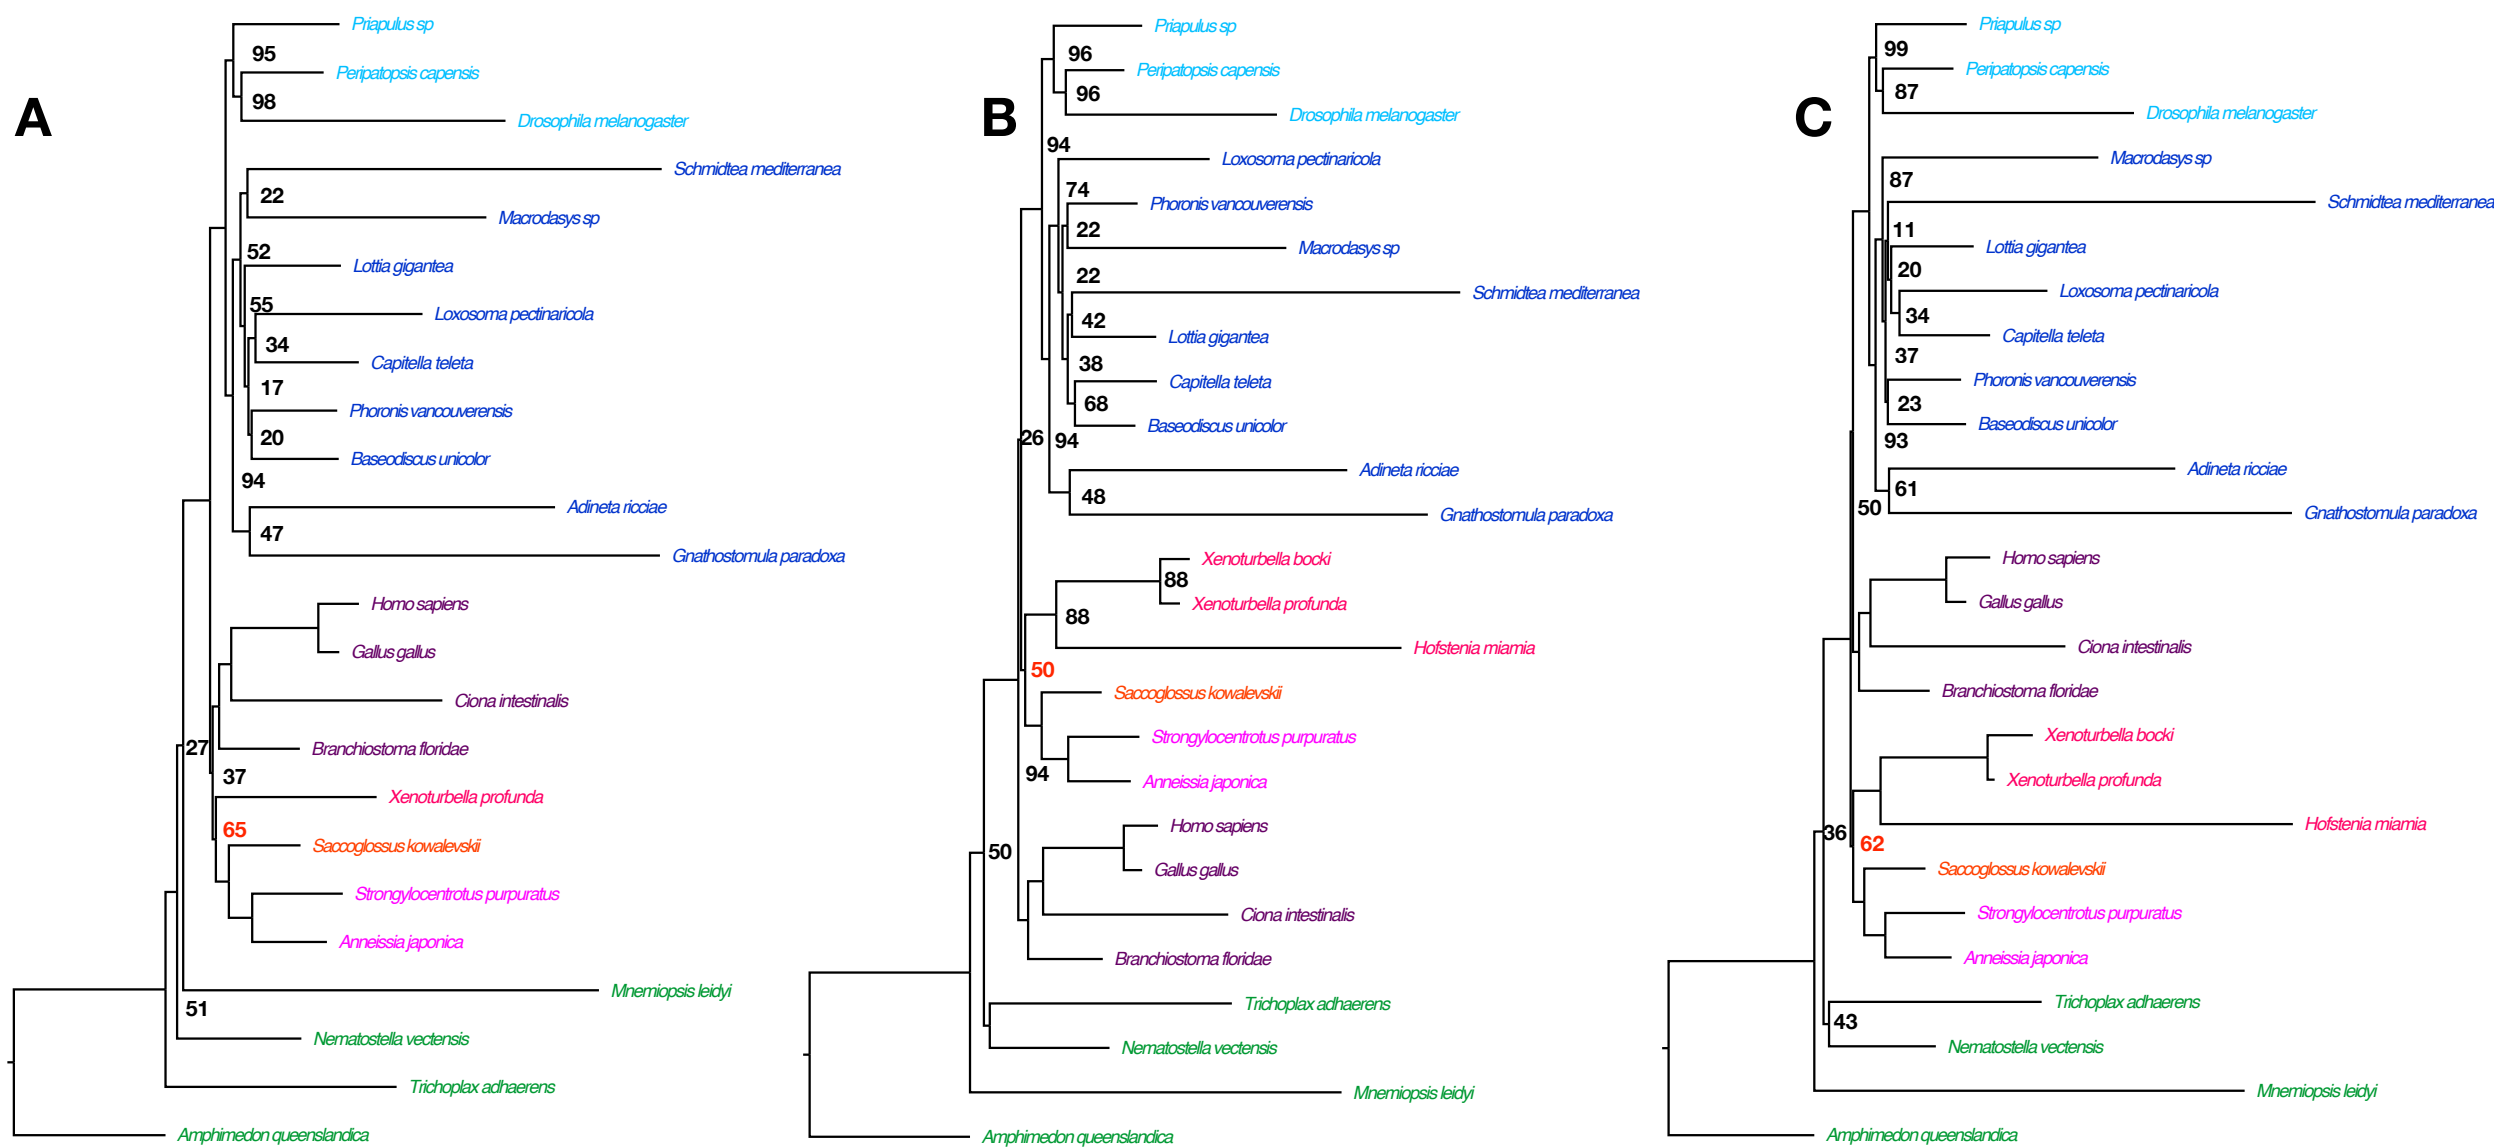 A
Priapulus sp
95
Peripatopsis capensis
98
Drosophila melanogaster
Schmidtea mediterranea
22
Macrodasys sp
52
Lottia gigantea
55
Loxosoma pectinaricola
34
Capitella teleta
17
Phoronis vancouverensis
20
Baseodiscus unicolor
94
Adineta ricciae
47
Gnathostomula paradoxa
Homo sapiens
Gallus gallus
Ciona intestinalis
27
Branchiostoma floridae
37
Xenoturbella profunda
65
Saccoglossus kowalevskii
Strongylocentrotus purpuratus
Anneissia japonica
Mnemiopsis leidyi
51
Nematostella vectensis
Trichoplax adhaerens
Amphimedon queenslandica
B
Priapulus sp
96
Peripatopsis capensis
96
Drosophila melanogaster
94
Loxosoma pectinaricola
74
Phoronis vancouverensis
22
Macrodasys sp
22
Schmidtea mediterranea
42
Lottia gigantea
38
Capitella teleta
68
Baseodiscus unicolor
26
94
Adineta ricciae
48
Gnathostomula paradoxa
Xenoturbella bocki
88
Xenoturbella profunda
88
Hofstenia miamia
50
Saccoglossus kowalevskii
Strongylocentrotus purpuratus
94
Anneissia japonica
Homo sapiens
50
Gallus gallus
Ciona intestinalis
Branchiostoma floridae
Trichoplax adhaerens
Nematostella vectensis
Mnemiopsis leidyi
Amphimedon queenslandica
C
Priapulus sp
99
Peripatopsis capensis
87
Drosophila melanogaster
Macrodasys sp
87
Schmidtea mediterranea
11
Lottia gigantea
20
Loxosoma pectinaricola
34
Capitella teleta
37
Phoronis vancouverensis
23
Baseodiscus unicolor
93
Adineta ricciae
61
50
Gnathostomula paradoxa
Homo sapiens
Gallus gallus
Ciona intestinalis
Branchiostoma floridae
Xenoturbella bocki
Xenoturbella profunda
Hofstenia miamia
36
62
Saccoglossus kowalevskii
Strongylocentrotus purpuratus
Anneissia japonica
Trichoplax adhaerens
43
Nematostella vectensis
Mnemiopsis leidyi
Amphimedon queenslandica